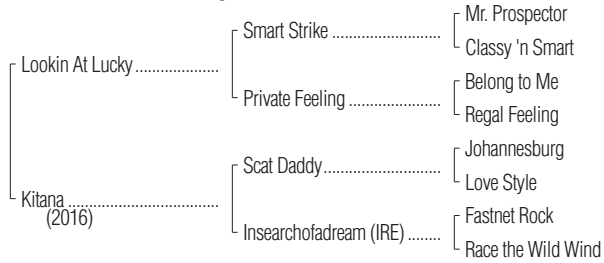 Mr. Prospector
Smart Strike ........................
Classy 'n Smart
Lookin At Lucky ....................
Belong to Me
Private Feeling ......................
Regal Feeling
Johannesburg
Scat Daddy..........................
Love Style
Kitana ....................................
(2016)
Fastnet Rock
Insearchofadream (IRE) ........
Race the Wild Wind